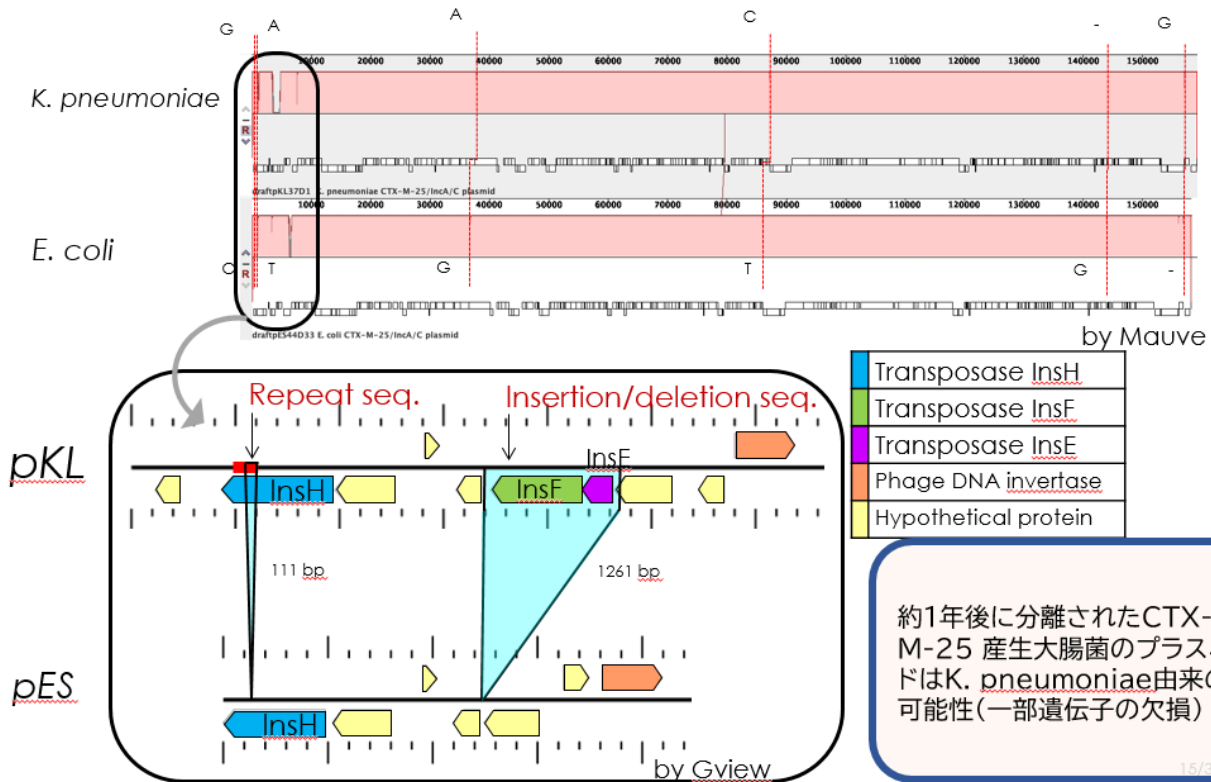 G A A C - G
10000 20000 30000 40000 50000 60000 70000 80000 90000 100000 110000 120000 130000 140000 150000
K. pneumoniae
R
draftpKL37D1 K. pneumoniae CTX-M-25/IncA/C plasmid
10000 20000 30000 40000 50000 60000 70000 80000 90000 100000 110000 120000 130000 140000 150000
E. coli
R
C T G T G -
draftpES44D33 E. coli CTX-M-25/IncA/C plasmid
by Mauve
Repeat seq.
Insertion/deletion seq.
pKL
InsE
InsH
InsF
111 bp
1261 bp
pES
InsH
by Gview
Transposase InsH
Transposase InsF
Transposase InsE
Phage DNA invertase
Hypothetical protein
約1年後に分離されたCTX-
M-25 産生大腸菌のプラス
ドはK. pneumoniae由来の
可能性(一部遺伝子の欠損)
15/3